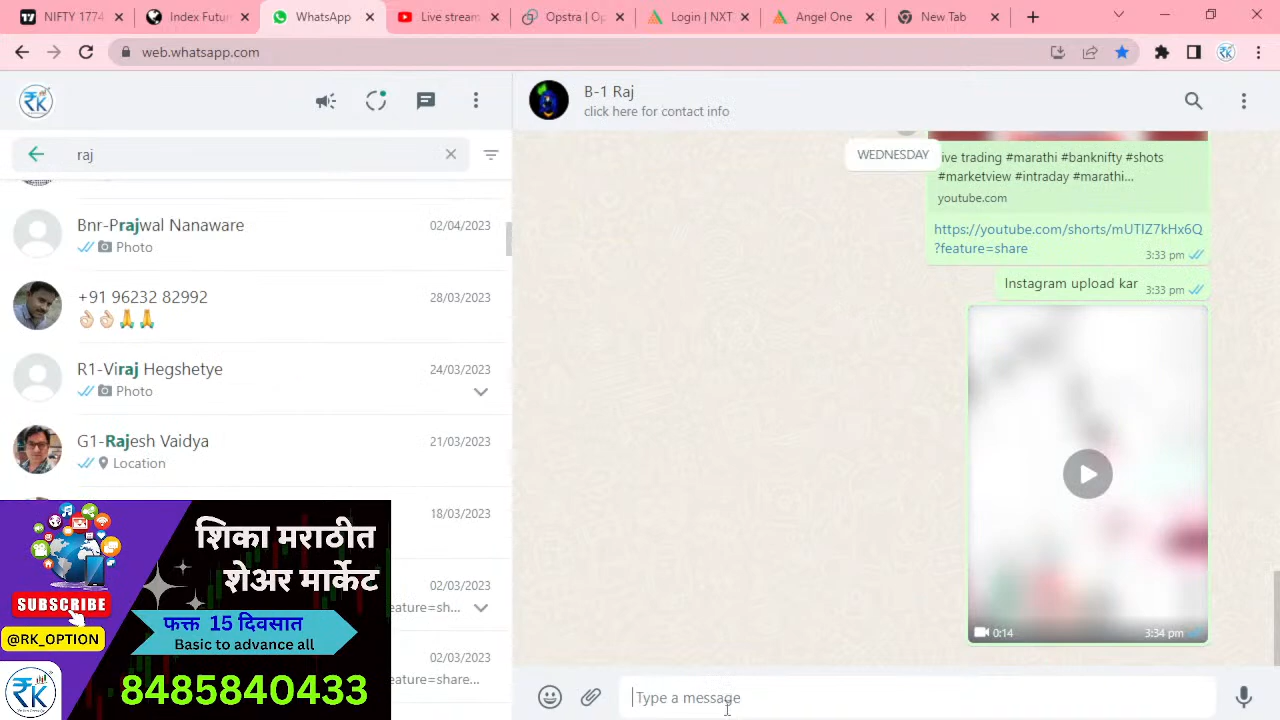 NIFTY 1774
Index Futur
WhatsApp
Live stream
Opstra | Op
Login | NXT
Angel One
New Tab
web.whatsapp.com
B-1 Raj
click here for contact info
raj
WEDNESDAY
ive trading #marathi #banknifty #shots
#marketview #intraday #marathi...
youtube.com
https://youtube.com/shorts/mUTIZ7kHx6Q
?feature=share
3:33 pm
Instagram upload kar
3:33 pm
0:14
3:34 pm
Bnr-Prajwal Nanaware
02/04/2023
Photo
+91 96232 82992
28/03/2023
R1-Viraj Hegshetye
24/03/2023
Photo
G1-Rajesh Vaidya
21/03/2023
Location
18/03/2023
02/03/2023
eature=sh...
02/03/2023
feature=share...
शिका मराठीत
शेअर मार्केट
SUBSCRIBE
@RK_OPTION
फक्त 15 दिवसात
Basic to advance all
8485840433
Type a message